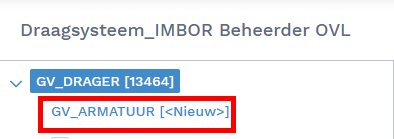 Draagsysteem_IMBOR Beheerder OVL
GV_DRAGER [13464]
GV_ARMATUUR [<Nieuw>]